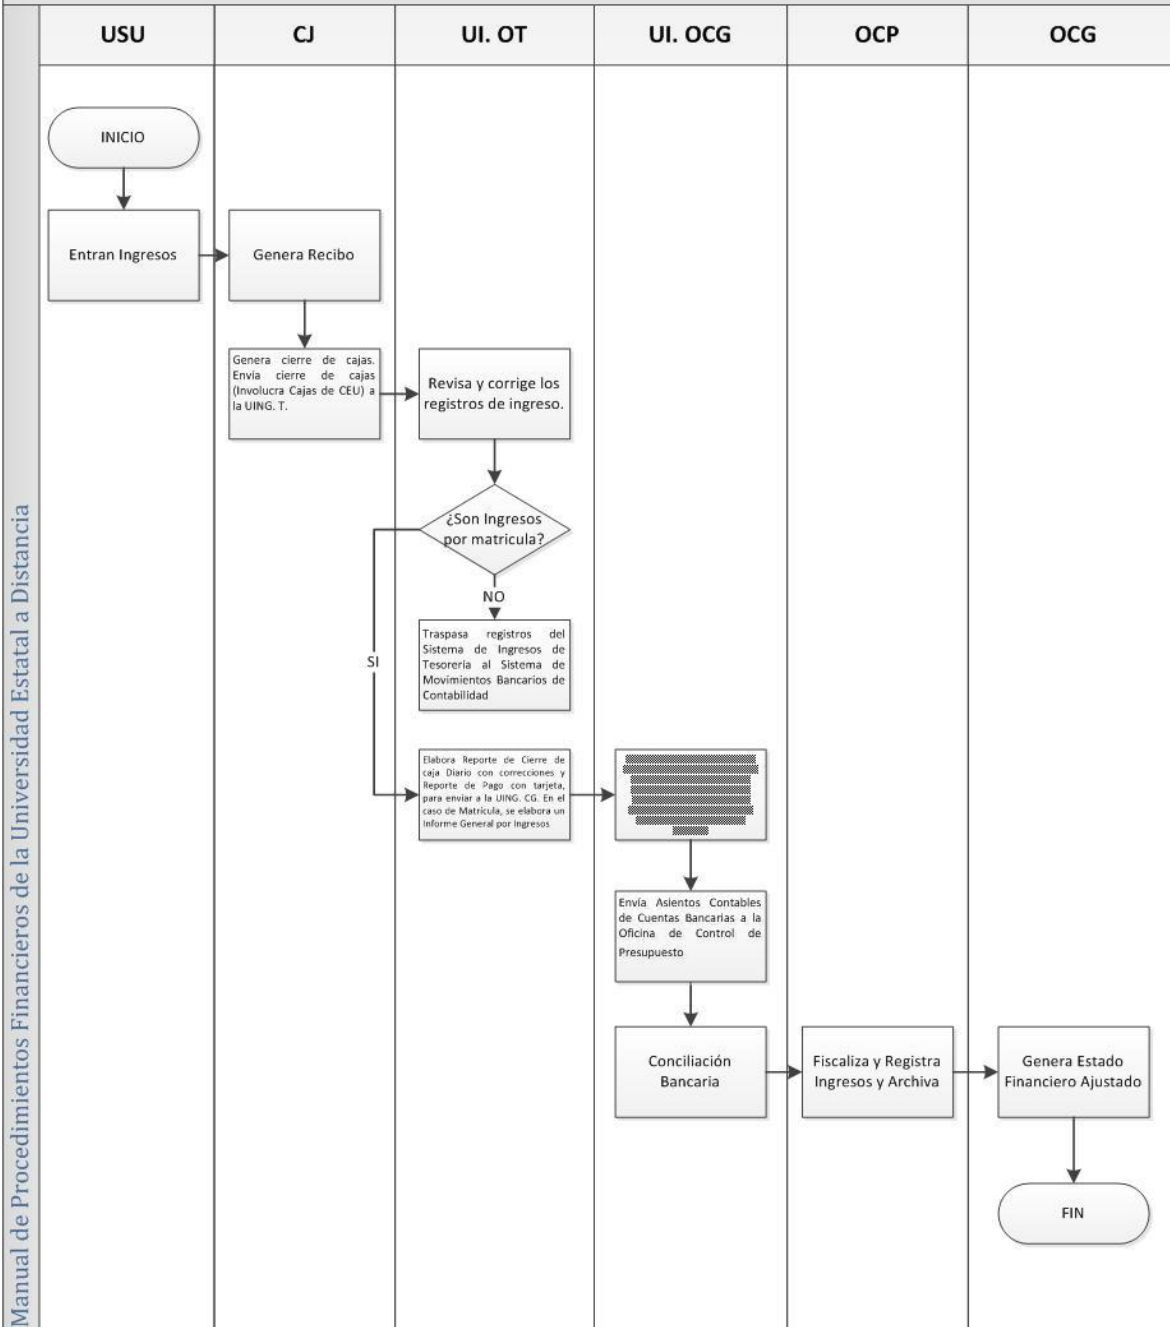 USU
CJ
UI. OT
UI. OCG
OCP
OCG
Manual de Procedimientos Financieros de la Universidad Estatal a Distancia
INICIO
Entran Ingresos
Genera Recibo
Genera cierre de cajas.
Envía cierre de cajas
(Involucra Cajas de CEU) a
la UING. T.
Revisa y corrige los
registros de ingreso.
¿Son Ingresos
por matricula?
NO
SI
Traspasa registros del
Sistema de Ingresos de
Tesorería al Sistema de
Movimientos Bancarios de
Contabilidad
Elabora Reporte de Cierre de
caja Diario con correcciones y
Reporte de Pago con tarjeta,
para enviar a la UING. CG. En el
caso de Matrícula, se elabora un
Informe General por Ingresos
Envía Asientos Contables
de Cuentas Bancarias a la
Oficina de Control de
Presupuesto
Conciliación
Bancaria
Fiscaliza y Registra
Ingresos y Archiva
Genera Estado
Financiero Ajustado
FIN